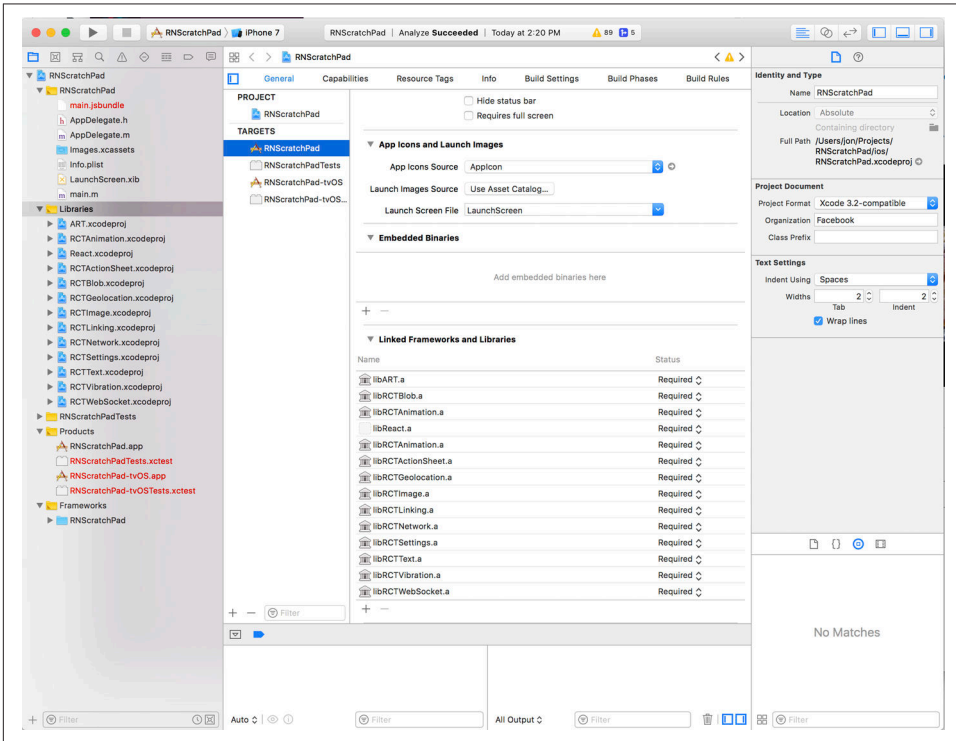 RNScratchPad iPhone 7
RNScratchPad | Analyze Succeeded | Today at 2:20 PM 89 5
RNScratchPad
RNScratchPad
main.jsbundle
AppDelegate.h
AppDelegate.m
Images.xcassets
Info.plist
LaunchScreen.xib
main.m
Libraries
ART.xcodeproj
RCTAnimation.xcodeproj
React.xcodeproj
RCTActionSheet.xcodeproj
RCTBlob.xcodeproj
RCTGeolocation.xcodeproj
RCTImage.xcodeproj
RCTLinking.xcodeproj
RCTNetwork.xcodeproj
RCTSettings.xcodeproj
RCTText.xcodeproj
RCTVibration.xcodeproj
RCTWebSocket.xcodeproj
RNScratchPadTests
Products
RNScratchPad.app
RNScratchPadTests.xctest
RNScratchPad-tvOS.app
RNScratchPad-tvOSTests.xctest
Frameworks
RNScratchPad
Filter
RNScratchPad
General Capabilities Resource Tags Info Build Settings Build Phases Build Rules
PROJECT
RNScratchPad
TARGETS
RNScratchPad
RNScratchPadTests
RNScratchPad-tvOS
RNScratchPad-tvOS...
Filter
Hide status bar
Requires full screen
App Icons and Launch Images
App Icons Source AppIcon
Launch Images Source Use Asset Catalog...
Launch Screen File LaunchScreen
Embedded Binaries
Add embedded binaries here
Linked Frameworks and Libraries
Name Status
libART.a Required
libRCTBlob.a Required
libRCTAnimation.a Required
libReact.a Required
libRCTAnimation.a Required
libRCTActionSheet.a Required
libRCTGeolocation.a Required
libRCTImage.a Required
libRCTLinking.a Required
libRCTNetwork.a Required
libRCTSettings.a Required
libRCTText.a Required
libRCTVibration.a Required
libRCTWebSocket.a Required
Auto Filter All Output Filter
Identity and Type
Name RNScratchPad
Location Absolute
Containing directory
Full Path /Users/jon/Projects/
RNScratchPad/ios/
RNScratchPad.xcodeproj
Project Document
Project Format Xcode 3.2-compatible
Organization Facebook
Class Prefix
Text Settings
Indent Using Spaces
Widths 2 2
Tab Indent
Wrap lines
No Matches
Filter